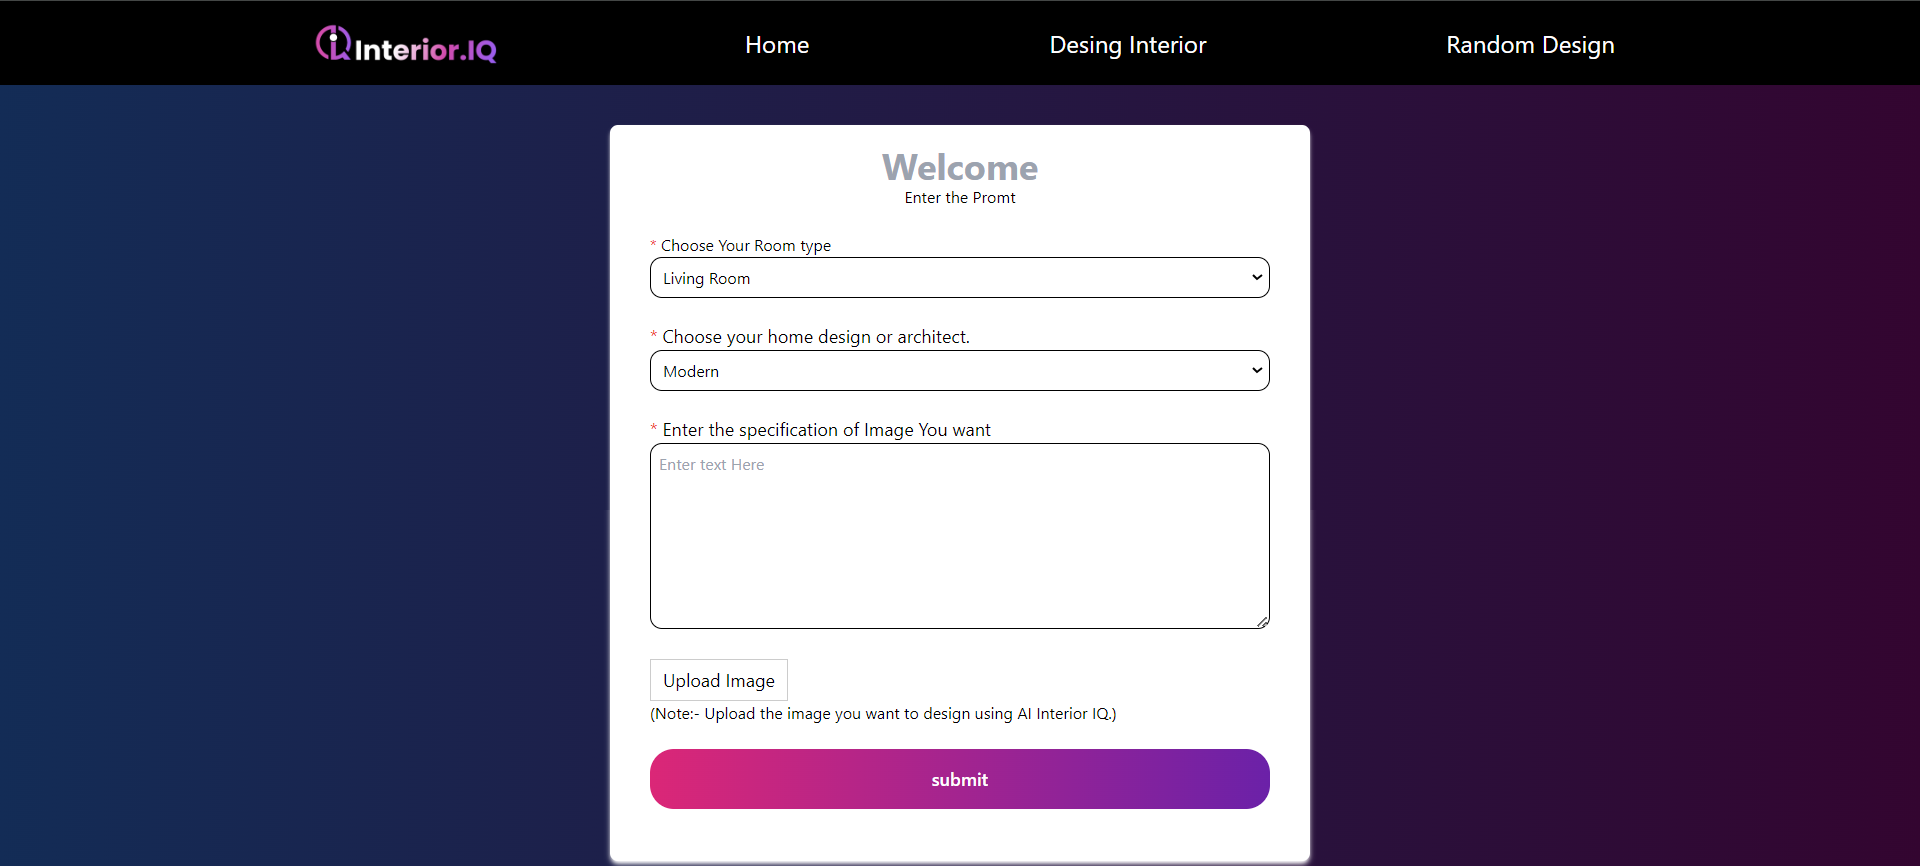 Interior.IQ Home Desing Interior Random Design
Welcome
Enter the Promt
* Choose Your Room type
Living Room
* Choose your home design or architect.
Modern
* Enter the specification of Image You want
Enter text Here
Upload Image
(Note:- Upload the image you want to design using AI Interior IQ.)
submit